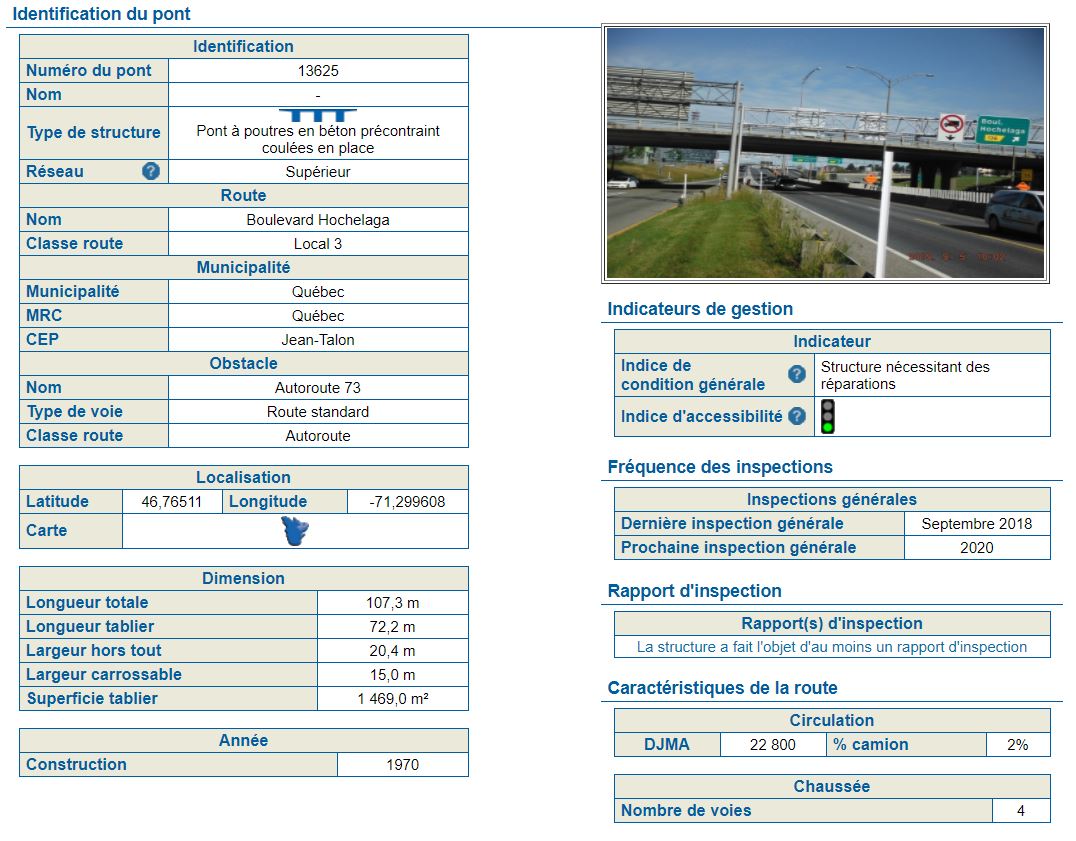 Identification du pont
Identification
Numéro du pont 13625
Nom -
Type de structure Pont à poutres en béton précontraint
coulées en place
Réseau ? Supérieur
Route
Nom Boulevard Hochelaga
Classe route Local 3
Municipalité
Municipalité Québec
MRC Québec
CEP Jean-Talon
Obstacle
Nom Autoroute 73
Type de voie Route standard
Classe route Autoroute
Localisation
Latitude 46,76511 Longitude -71,299608
Carte
Dimension
Longueur totale 107,3 m
Longueur tablier 72,2 m
Largeur hors tout 20,4 m
Largeur carrossable 15,0 m
Superficie tablier 1 469,0 m²
Année
Construction 1970
Boul.
Hochelaga
Indicateurs de gestion
Indicateur
Indice de
condition générale ? Structure nécessitant des
réparations
Indice d'accessibilité ?
Fréquence des inspections
Inspections générales
Dernière inspection générale Septembre 2018
Prochaine inspection générale 2020
Rapport d'inspection
Rapport(s) d'inspection
La structure a fait l'objet d'au moins un rapport d'inspection
Caractéristiques de la route
Circulation
DJMA 22 800 % camion 2%
Chaussée
Nombre de voies 4